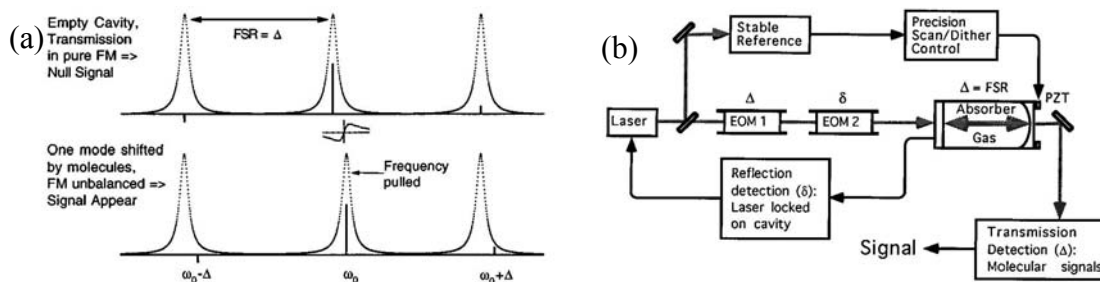 (a)
Empty Cavity,
Transmission
in pure FM =>
Null Signal
FSR = Δ
One mode shifted
by molecules,
FM unbalanced =>
Signal Appear
Frequency
pulled
ω₀-Δ
ω₀
ω₀+Δ
(b)
Stable
Reference
Precision
Scan/Dither
Control
Δ
δ
Δ = FSR
PZT
Laser
EOM 1
EOM 2
Absorber
Gas
Reflection
detection (δ):
Laser locked
on cavity
Signal
Transmission
Detection (Δ):
Molecular signals